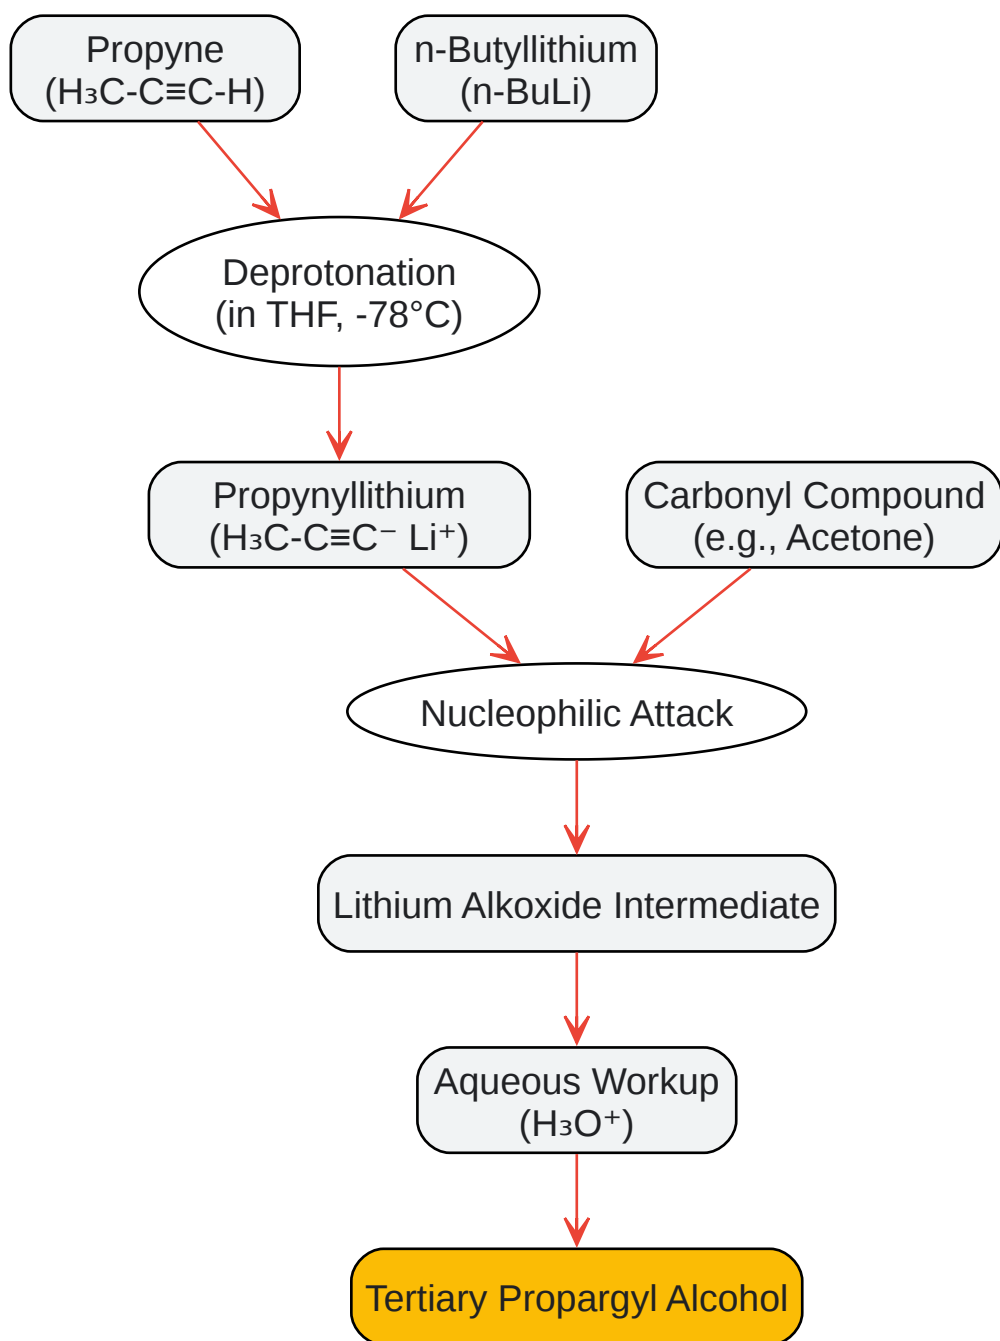 Propyne
(H₃C-C≡C-H)
n-Butyllithium
(n-BuLi)
Deprotonation
(in THF, -78°C)
Propynyllithium
(H₃C-C≡C⁻ Li⁺)
Carbonyl Compound
(e.g., Acetone)
Nucleophilic Attack
Lithium Alkoxide Intermediate
Aqueous Workup
(H₃O⁺)
Tertiary Propargyl Alcohol